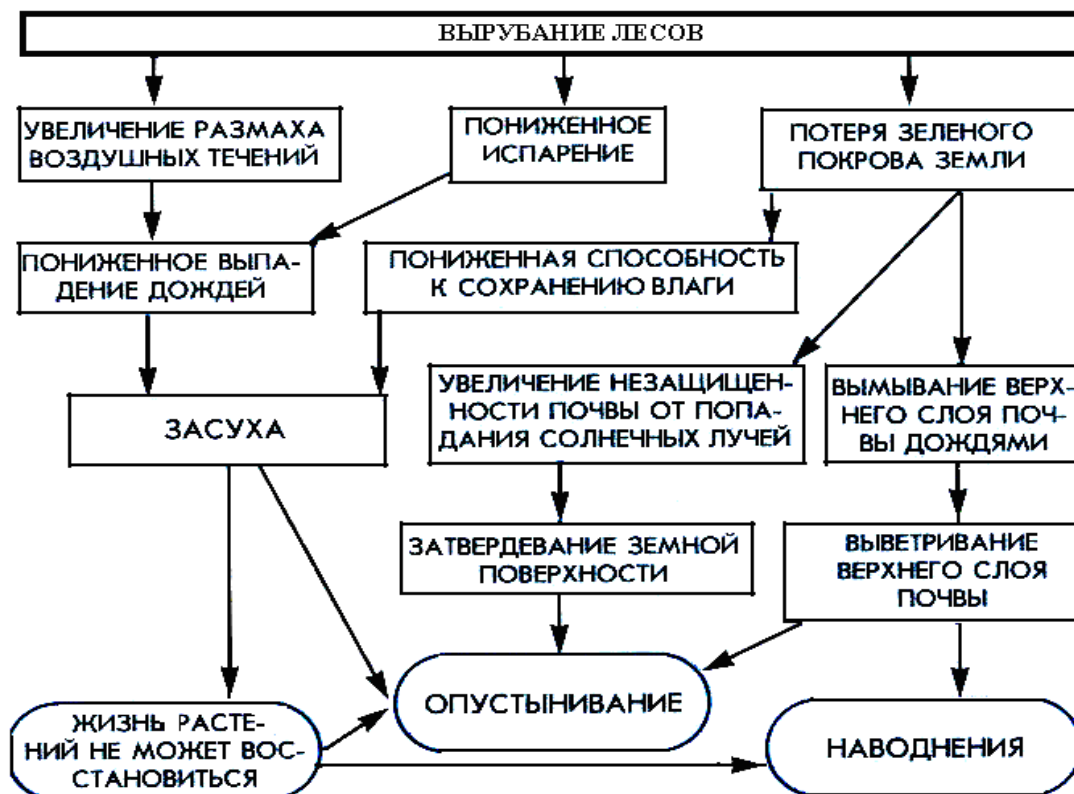 ВЫРУБАНИЕ ЛЕСОВ
УВЕЛИЧЕНИЕ РАЗМАХА
ВОЗДУШНЫХ ТЕЧЕНИЙ
ПОНИЖЕННОЕ
ИСПАРЕНИЕ
ПОТЕРЯ ЗЕЛЕНОГО
ПОКРОВА ЗЕМЛИ
ПОНИЖЕННОЕ ВЫПА-
ДЕНИЕ ДОЖДЕЙ
ПОНИЖЕННАЯ СПОСОБНОСТЬ
К СОХРАНЕНИЮ ВЛАГИ
ЗАСУХА
УВЕЛИЧЕНИЕ НЕЗАЩИЩЕН-
НОСТИ ПОЧВЫ ОТ ПОПА-
ДАНИЯ СОЛНЕЧНЫХ ЛУЧЕЙ
ВЫМЫВАНИЕ ВЕРХ-
НЕГО СЛОЯ ПОЧ-
ВЫ ДОЖДЯМИ
ЗАТВЕРДЕВАНИЕ ЗЕМНОЙ
ПОВЕРХНОСТИ
ВЫВЕТРИВАНИЕ
ВЕРХНЕГО СЛОЯ
ПОЧВЫ
ЖИЗНЬ РАСТЕ-
НИЙ НЕ МОЖЕТ ВОС-
СТАНОВИТЬСЯ
ОПУСТЫНИВАНИЕ
НАВОДНЕНИЯ